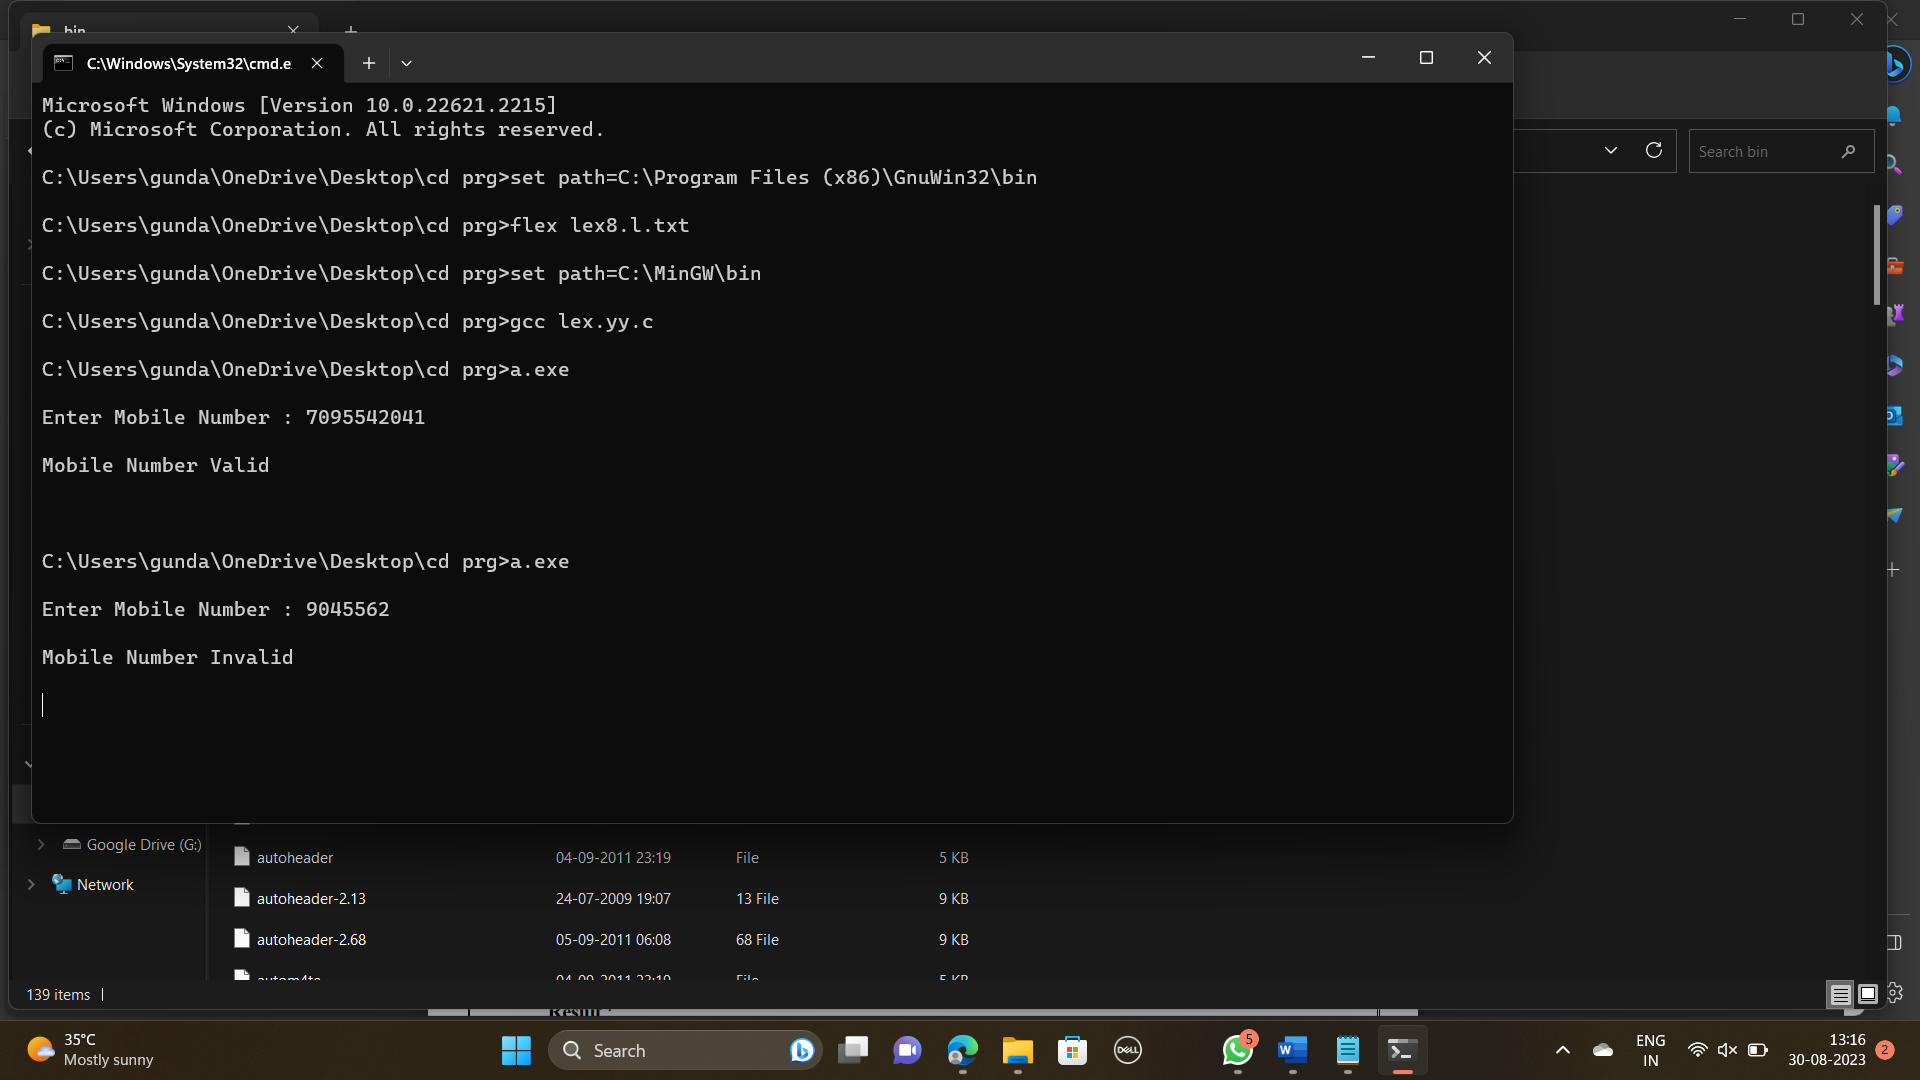 bin
C:\Windows\System32\cmd.e
Microsoft Windows [Version 10.0.22621.2215]
(c) Microsoft Corporation. All rights reserved.
C:\Users\gunda\OneDrive\Desktop\cd prg>set path=C:\Program Files (x86)\GnuWin32\bin
C:\Users\gunda\OneDrive\Desktop\cd prg>flex lex8.l.txt
C:\Users\gunda\OneDrive\Desktop\cd prg>set path=C:\MinGW\bin
C:\Users\gunda\OneDrive\Desktop\cd prg>gcc lex.yy.c
C:\Users\gunda\OneDrive\Desktop\cd prg>a.exe
Enter Mobile Number : 7095542041
Mobile Number Valid
C:\Users\gunda\OneDrive\Desktop\cd prg>a.exe
Enter Mobile Number : 9045562
Mobile Number Invalid
Search bin
Google Drive (G:)
Network
autoheader 04-09-2011 23:19 File 5 KB
autoheader-2.13 24-07-2009 19:07 13 File 9 KB
autoheader-2.68 05-09-2011 06:08 68 File 9 KB
autom4te 04-09-2011 23:19 File 5 KB
139 items
35°C
Mostly sunny
Search
DELL
5
ENG
IN
13:16
30-08-2023
2